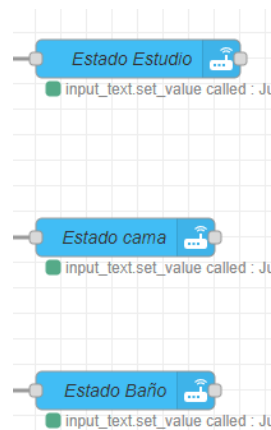 Estado Estudio
input_text.set_value called : Ju
Estado cama
input_text.set_value called : Ju
Estado Baño
input_text.set_value called : Ju